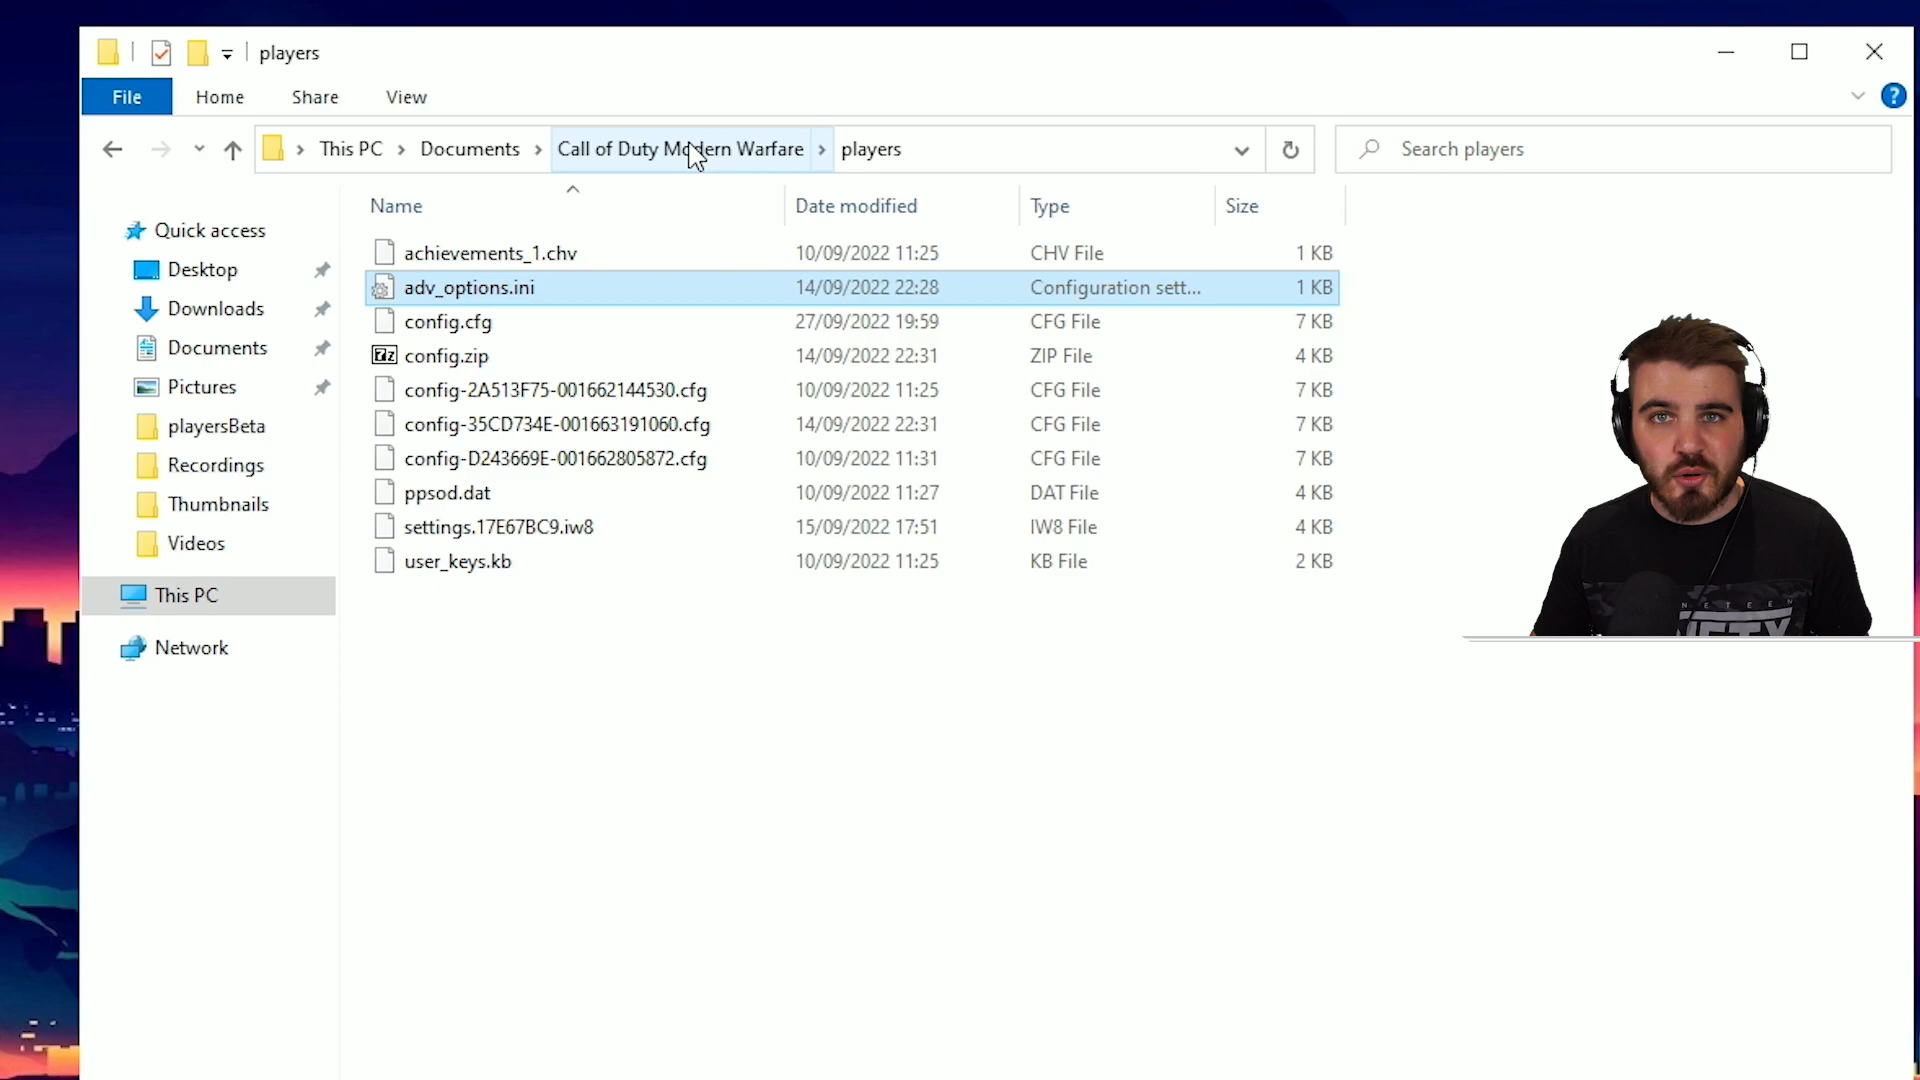 players
File Home Share View
This PC Documents Call of Duty Modern Warfare players Search players
Name Date modified Type Size
Quick access
Desktop
Downloads
Documents
Pictures
playersBeta
Recordings
Thumbnails
Videos
This PC
Network
achievements_1.chv 10/09/2022 11:25 CHV File 1 KB
adv_options.ini 14/09/2022 22:28 Configuration sett... 1 KB
config.cfg 27/09/2022 19:59 CFG File 7 KB
config.zip 14/09/2022 22:31 ZIP File 4 KB
config-2A513F75-001662144530.cfg 10/09/2022 11:25 CFG File 7 KB
config-35CD734E-001663191060.cfg 14/09/2022 22:31 CFG File 7 KB
config-D243669E-001662805872.cfg 10/09/2022 11:31 CFG File 7 KB
ppsod.dat 10/09/2022 11:27 DAT File 4 KB
settings.17E67BC9.iw8 15/09/2022 17:51 IW8 File 4 KB
user_keys.kb 10/09/2022 11:25 KB File 2 KB